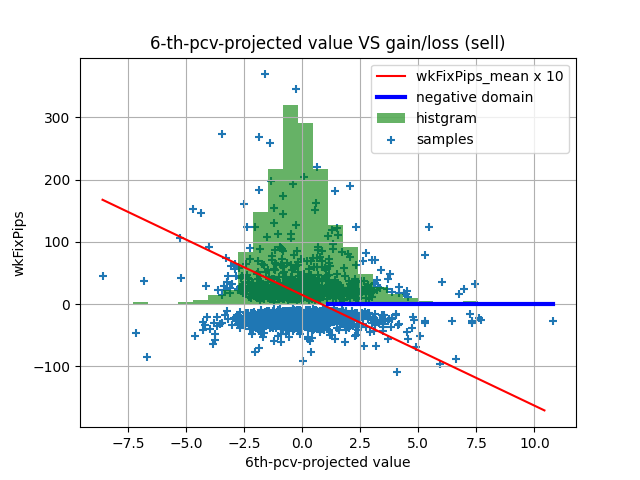 6-th-pcv-projected value VS gain/loss (sell)
wkFixPips_mean x 10
negative domain
histgram
samples
wkFixPips
300
200
100
0
−100
−7.5 −5.0 −2.5 0.0 2.5 5.0 7.5 10.0
6th-pcv-projected value